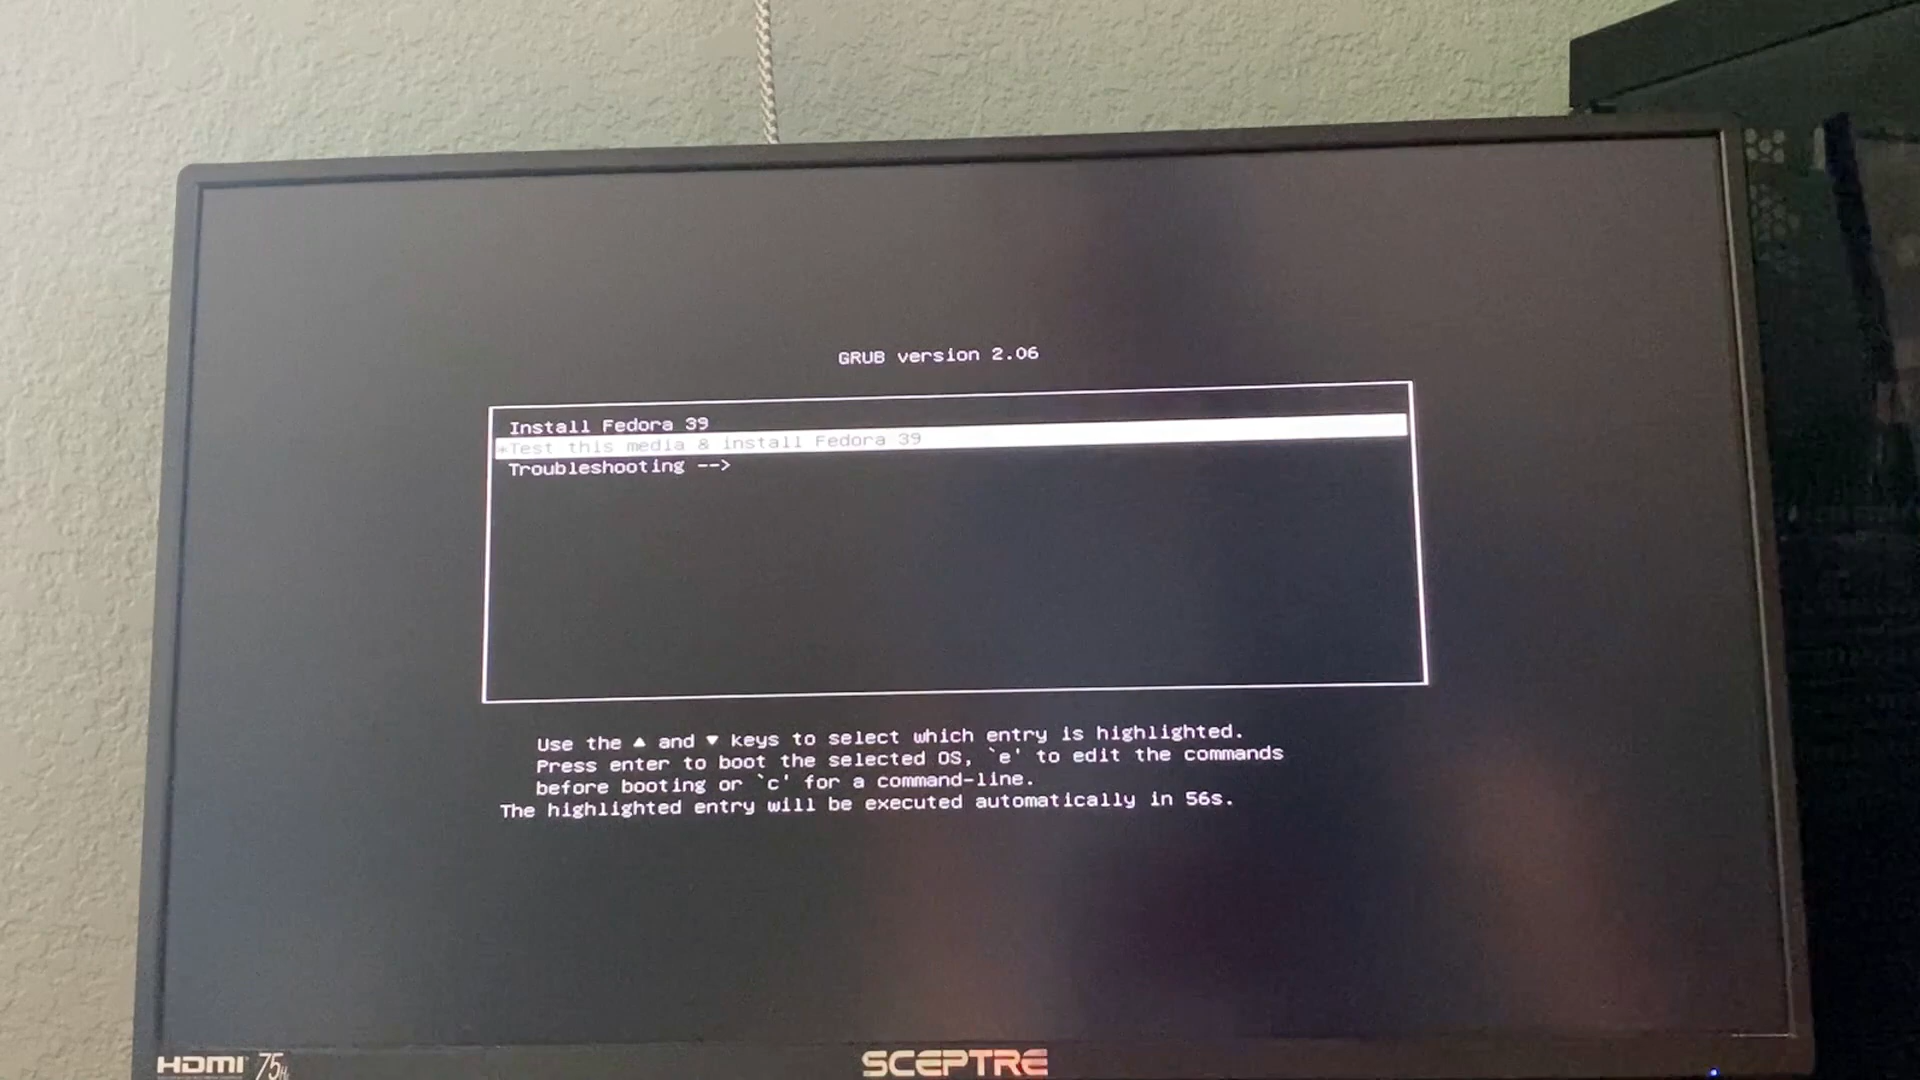 GRUB version 2.06
Install Fedora 39
*Test this media & install Fedora 39
Troubleshooting -->
Use the ▲ and ▼ keys to select which entry is highlighted.
Press enter to boot the selected OS, `e' to edit the commands
before booting or `c' for a command-line.
The highlighted entry will be executed automatically in 56s.
HDMI 75Hz
SCEPTRE